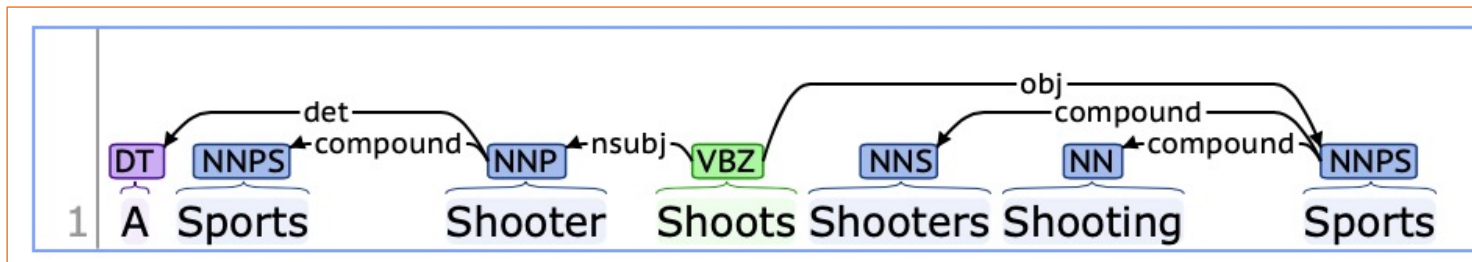 obj
det compound
DT NNPS compound NNP nsubj VBZ NNS NN compound NNPS
1 A Sports Shooter Shoots Shooters Shooting Sports